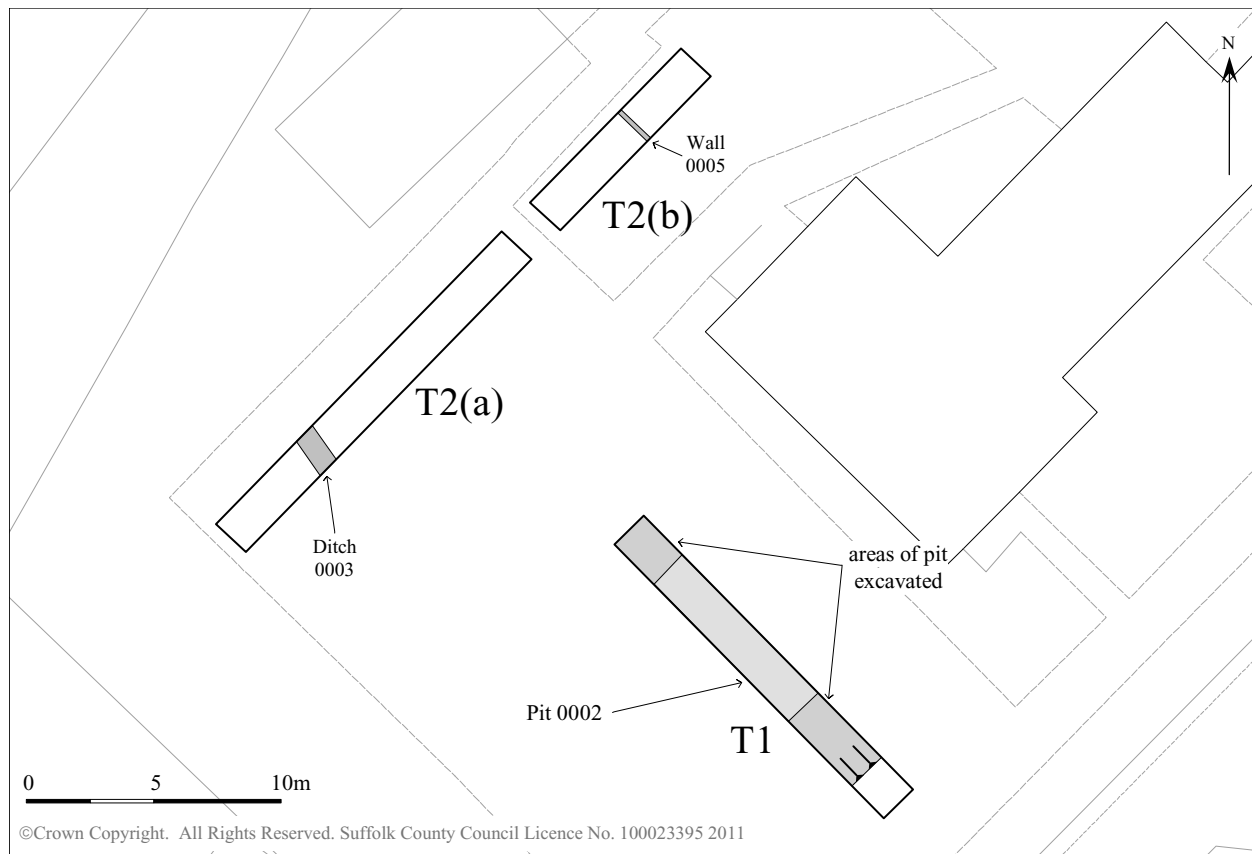 N
Wall
0005
T2(b)
T2(a)
Ditch
0003
areas of pit
excavated
Pit 0002
T1
0 5 10m
©Crown Copyright. All Rights Reserved. Suffolk County Council Licence No. 100023395 2011